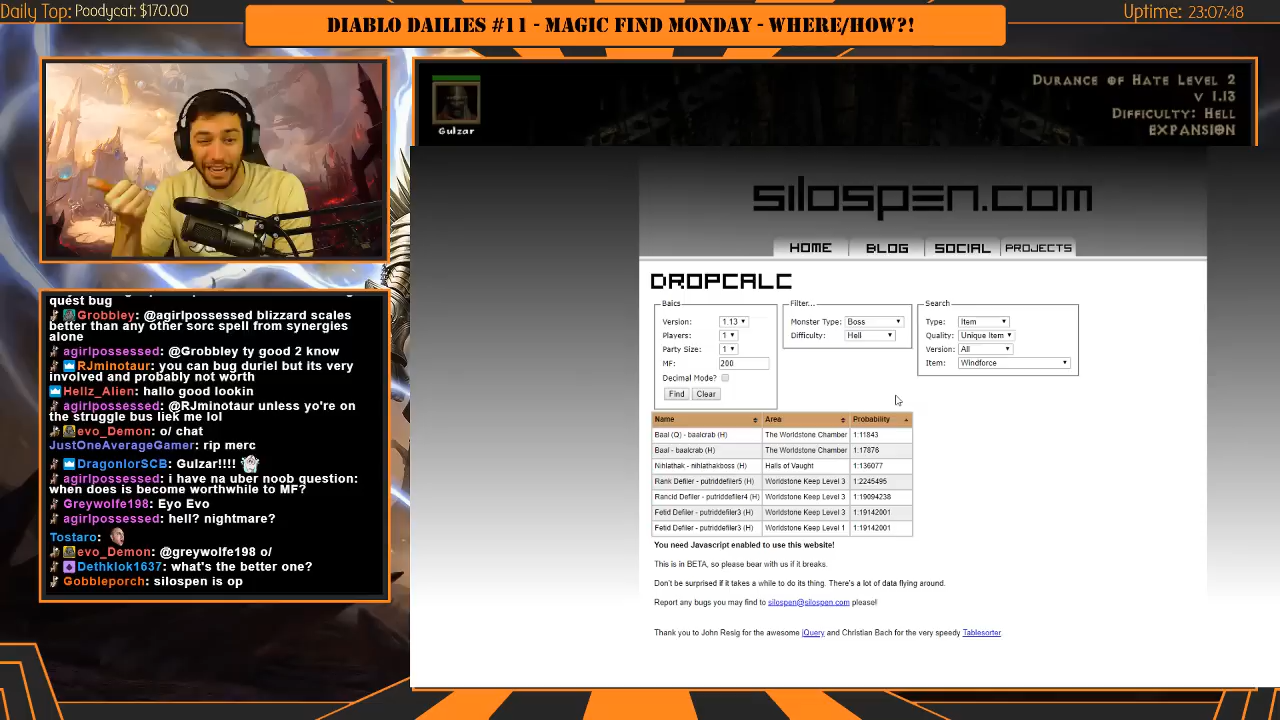 Daily Top: Poodycat: $170.00
DIABLO DAILIES #11 - MAGIC FIND MONDAY - WHERE/HOW?!
Uptime: 23:07:48
Gulzar
DURANCE OF HATE LEVEL 2
V 1.13
DIFFICULTY: HELL
EXPANSION
silospen.com
HOME BLOG SOCIAL PROJECTS
DROPCALC
Baics
Version: 1.13
Players: 1
Party Size: 1
MF: 200
Decimal Mode?
Find Clear
Filter...
Monster Type: Boss
Difficulty: Hell
Search
Type: Item
Quality: Unique Item
Version: All
Item: Windforce
Name Area Probability
Baal (Q) - baalcrab (H) The Worldstone Chamber 1:11843
Baal - baalcrab (H) The Worldstone Chamber 1:17876
Nihlathak - nihlathakboss (H) Halls of Vaught 1:136077
Rank Defiler - putriddefiler5 (H) Worldstone Keep Level 3 1:2245495
Rancid Defiler - putriddefiler4 (H) Worldstone Keep Level 3 1:19094238
Fetid Defiler - putriddefiler3 (H) Worldstone Keep Level 3 1:19142001
Fetid Defiler - putriddefiler3 (H) Worldstone Keep Level 1 1:19142001
You need Javascript enabled to use this website!
This is in BETA, so please bear with us if it breaks.
Don't be surprised if it takes a while to do its thing. There's a lot of data flying around.
Report any bugs you may find to silospen@silospen.com please!
Thank you to John Resig for the awesome jQuery and Christian Bach for the very speedy Tablesorter
quest bug
Grobbley: @agirlpossessed blizzard scales
better than any other sorc spell from synergies
alone
agirlpossessed: @Grobbley ty good 2 know
RJminotaur: you can bug duriel but its very
involved and probably not worth
Hellz_Alien: hallo good lookin
agirlpossessed: @RJminotaur unless yo're on
the struggle bus liek me lol
evo_Demon: o/ chat
JustOneAverageGamer: rip merc
DragonlorSCB: Gulzar!!!!
agirlpossessed: i have na uber noob question:
when does is become worthwhile to MF?
Greywolfe198: Eyo Evo
agirlpossessed: hell? nightmare?
Tostaro:
evo_Demon: @greywolfe198 o/
Dethklok1637: what's the better one?
Gobbleporch: silospen is op